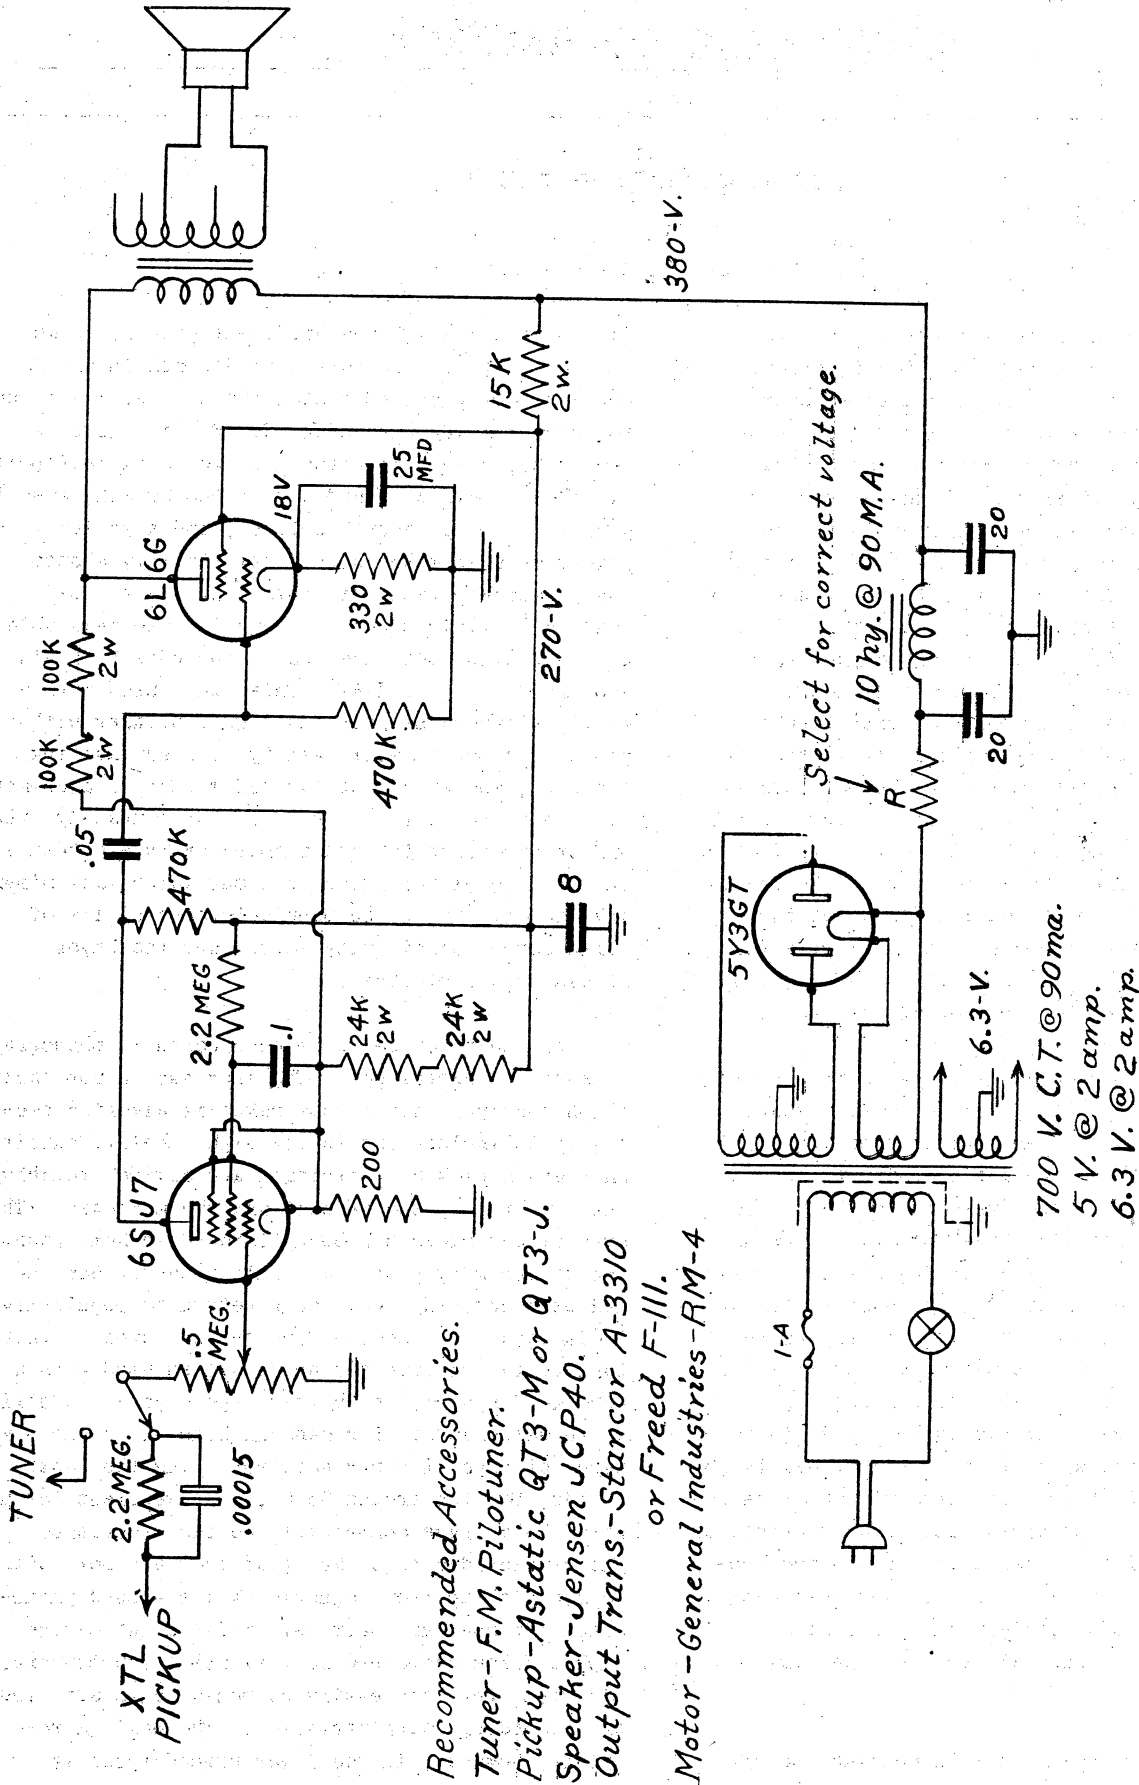 TUNER
XTL
PICKUP
2.2 MEG.
.00015
.5
MEG.
6SJ7
200
2.2 MEG
.1
24K
2W
24K
2W
470K
.05
8
100K
2W
100K
2W
6L6G
470K
330
2W
18V
25
MFD
270-V.
15K
2W.
380-V.
Recommended Accessories.
Tuner-F.M. Pilotuner.
Pickup-Astatic QT3-M or QT3-J.
Speaker-Jensen JCP40.
Output Trans.-Stancor A-3310
or Freed F-111.
Motor-General Industries-RM-4
1-A
5Y3GT
6.3-V.
R
Select for correct voltage.
10 hy. @ 90 M.A.
20
20
700 V. C.T. @ 90ma.
5 V. @ 2 amp.
6.3 V. @ 2 amp.